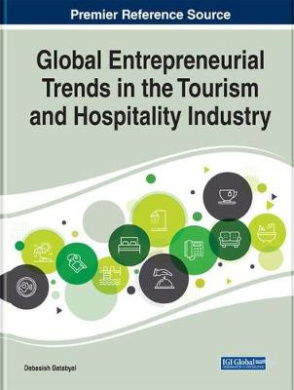 Premier Reference Source
Global Entrepreneurial
Trends in the Tourism
and Hospitality Industry
Debasish Batabyal
IGI Global